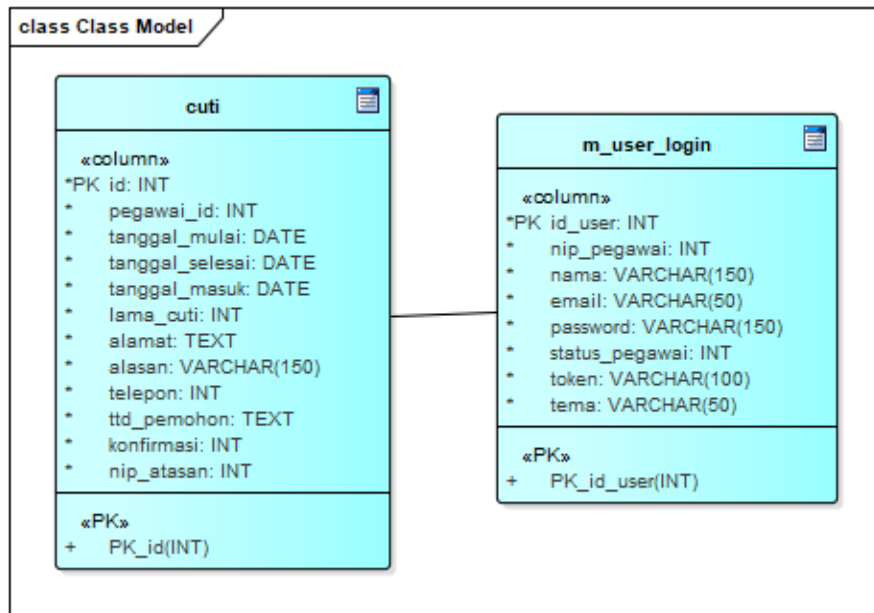 class Class Model
cuti
«column»
*PK id: INT
* pegawai_id: INT
* tanggal_mulai: DATE
* tanggal_selesai: DATE
* tanggal_masuk: DATE
* lama_cuti: INT
* alamat: TEXT
* alasan: VARCHAR(150)
* telepon: INT
* ttd_pemohon: TEXT
* konfirmasi: INT
* nip_atasan: INT
«PK»
+ PK_id(INT)
m_user_login
«column»
*PK id_user: INT
* nip_pegawai: INT
* nama: VARCHAR(150)
* email: VARCHAR(50)
* password: VARCHAR(150)
* status_pegawai: INT
* token: VARCHAR(100)
* tema: VARCHAR(50)
«PK»
+ PK_id_user(INT)